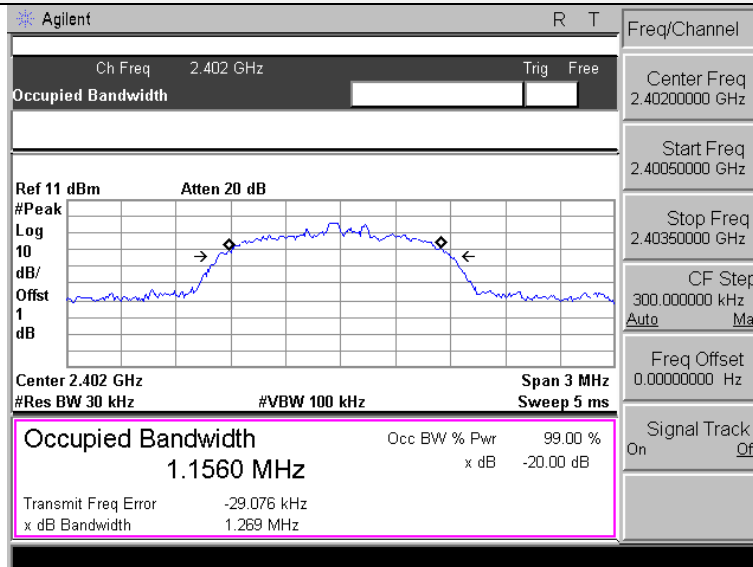 Agilent R T
Ch Freq 2.402 GHz Trig Free
Occupied Bandwidth
Ref 11 dBm Atten 20 dB
#Peak
Log
10
dB/
Offst
1
dB
Center 2.402 GHz Span 3 MHz
#Res BW 30 kHz #VBW 100 kHz Sweep 5 ms
Occupied Bandwidth
1.1560 MHz
Occ BW % Pwr 99.00 %
x dB -20.00 dB
Transmit Freq Error -29.076 kHz
x dB Bandwidth 1.269 MHz
Freq/Channel
Center Freq
2.40200000 GHz
Start Freq
2.40050000 GHz
Stop Freq
2.40350000 GHz
CF Step
300.000000 kHz
Auto Ma
Freq Offset
0.00000000 Hz
Signal Track
On Of